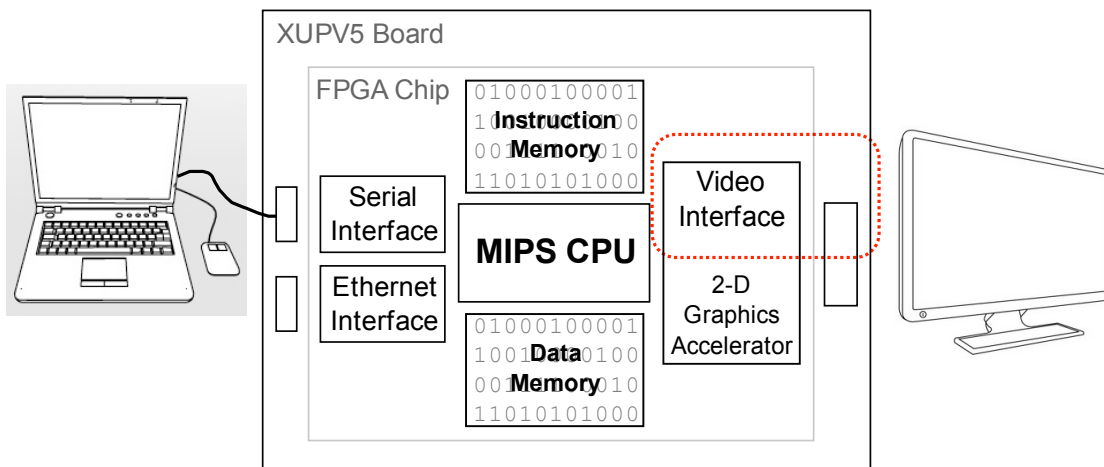 XUPV5 Board
FPGA Chip
01000100001
Instruction
Memory
11010101000
Serial
Interface
Ethernet
Interface
MIPS CPU
01000100001
Data
Memory
11010101000
Video
Interface
2-D
Graphics
Accelerator